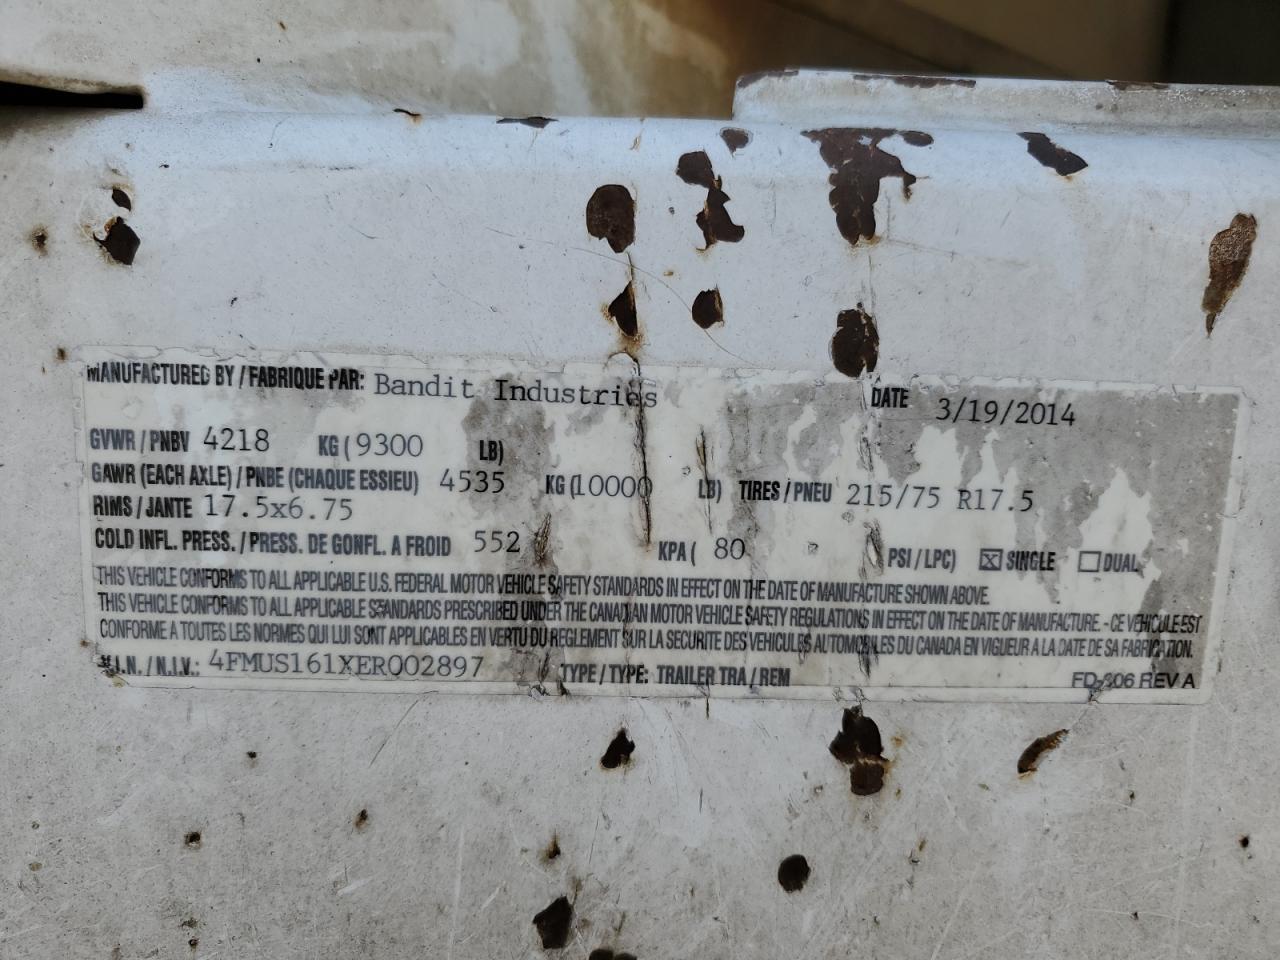 MANUFACTURED BY / FABRIQUE PAR: Bandit Industries DATE 3/19/2014
GVWR / PNBV 4218 KG (9300 LB)
GAWR (EACH AXLE) / PNBE (CHAQUE ESSIEU) 4535 KG (10000 LB) TIRES / PNEU 215/75 R17.5
RIMS / JANTE 17.5x6.75
COLD INFL. PRESS. / PRESS. DE GONFL. A FROID 552 KPA ( 80 PSI / LPC) ☒ SINGLE ☐ DUAL
THIS VEHICLE CONFORMS TO ALL APPLICABLE U.S. FEDERAL MOTOR VEHICLE SAFETY STANDARDS IN EFFECT ON THE DATE OF MANUFACTURE SHOWN ABOVE.
THIS VEHICLE CONFORMS TO ALL APPLICABLE STANDARDS PRESCRIBED UNDER THE CANADIAN MOTOR VEHICLE SAFETY REGULATIONS IN EFFECT ON THE DATE OF MANUFACTURE. - CE VÉHICULE EST
CONFORME A TOUTES LES NORMES QUI LUI SONT APPLICABLES EN VERTU DU REGLEMENT SUR LA SECURITE DES VEHICULES AUTOMOBILES DU CANADA EN VIGUEUR A LA DATE DE SA FABRICATION.
V.I.N. / N.I.V.: 4FMUS161XER002897 TYPE / TYPE: TRAILER TRA / REM FD-806 REV A